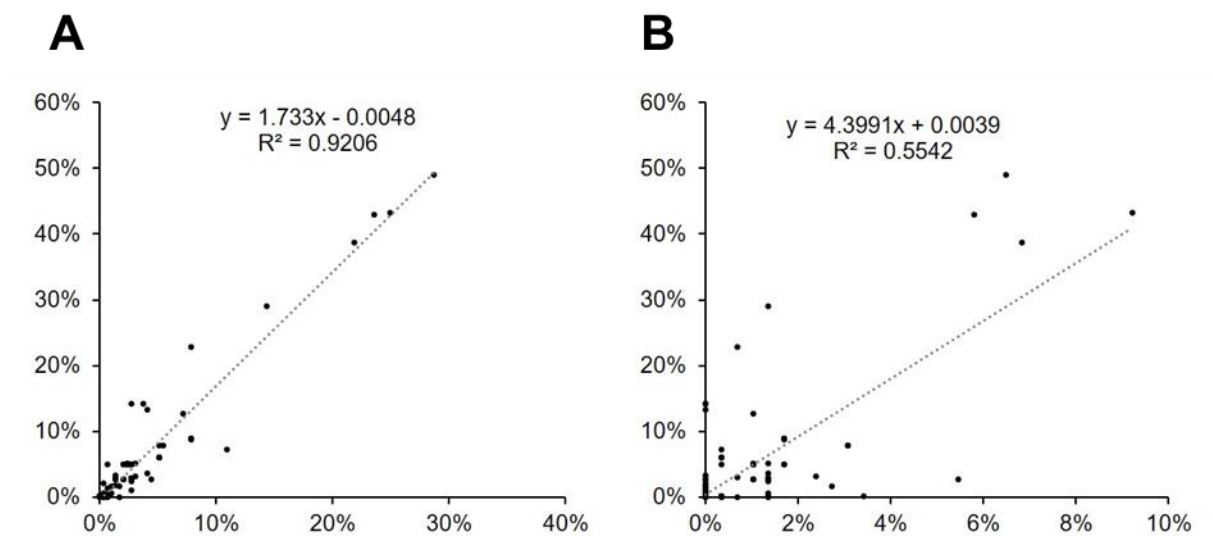 A
B
60%
50%
40%
30%
20%
10%
0%
y = 1.733x - 0.0048
R² = 0.9206
0% 10% 20% 30% 40%
60%
50%
40%
30%
20%
10%
0%
y = 4.3991x + 0.0039
R² = 0.5542
0% 2% 4% 6% 8% 10%